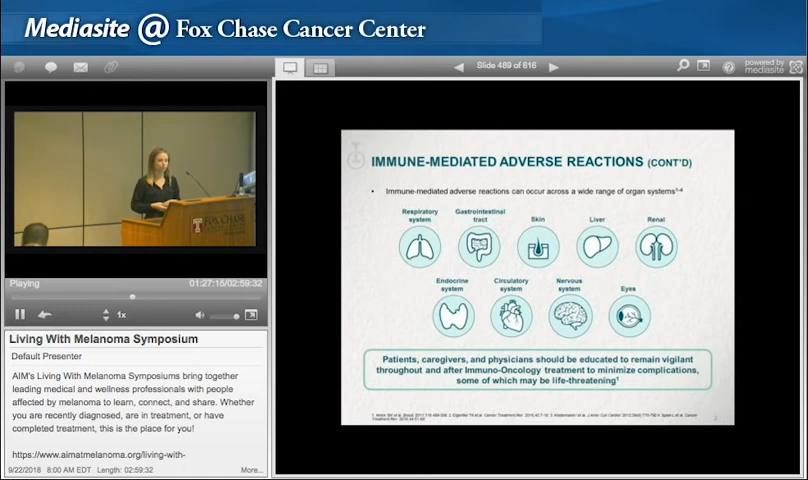 Mediasite @ Fox Chase Cancer Center
Slide 489 of 616
powered by
mediasite
FOX CHASE
Playing
01:27:15/02:59:32
1x
Living With Melanoma Symposium
Default Presenter
AIM's Living With Melanoma Symposiums bring together
leading medical and wellness professionals with people
affected by melanoma to learn, connect, and share. Whether
you are recently diagnosed, are in treatment, or have
completed treatment, this is the place for you!
https://www.aimatmelanoma.org/living-with-
9/22/2018 8:00 AM EDT Length: 02:59:32 More...
IMMUNE-MEDIATED ADVERSE REACTIONS (CONT'D)
• Immune-mediated adverse reactions can occur across a wide range of organ systems1-4
Respiratory
system
Gastrointestinal
tract
Skin
Liver
Renal
Endocrine
system
Circulatory
system
Nervous
system
Eyes
Patients, caregivers, and physicians should be educated to remain vigilant
throughout and after Immuno-Oncology treatment to minimize complications,
some of which may be life-threatening1